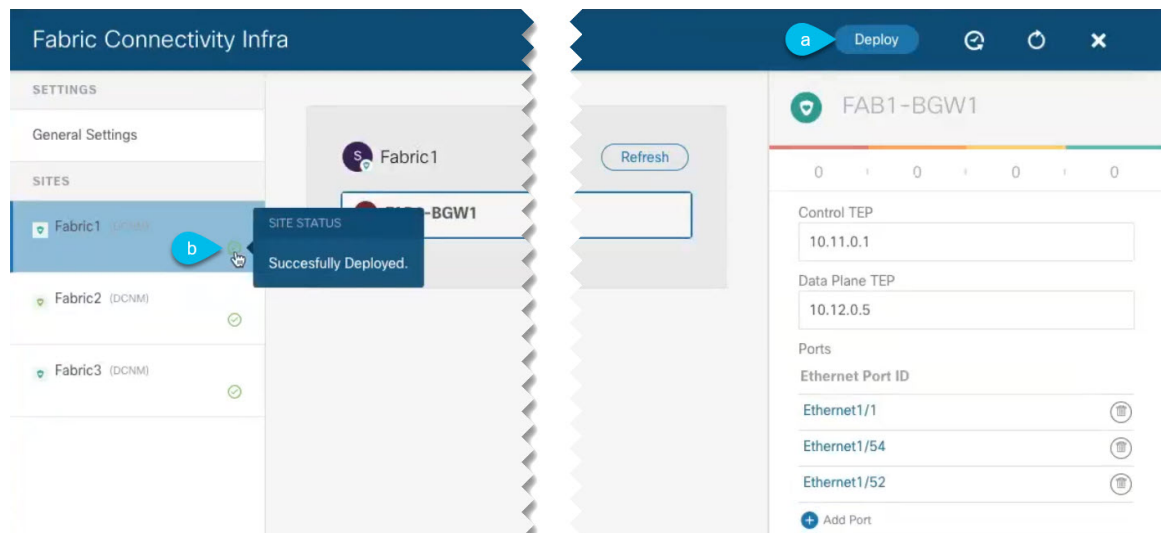 Fabric Connectivity Infra
a
Deploy
SETTINGS
General Settings
SITES
Fabric1
b
SITE STATUS
Succesfully Deployed.
Fabric2 (DCNM)
Fabric3 (DCNM)
S
Fabric1
Refresh
-BGW1
FAB1-BGW1
0 0 0 0
Control TEP
10.11.0.1
Data Plane TEP
10.12.0.5
Ports
Ethernet Port ID
Ethernet1/1
Ethernet1/54
Ethernet1/52
Add Port